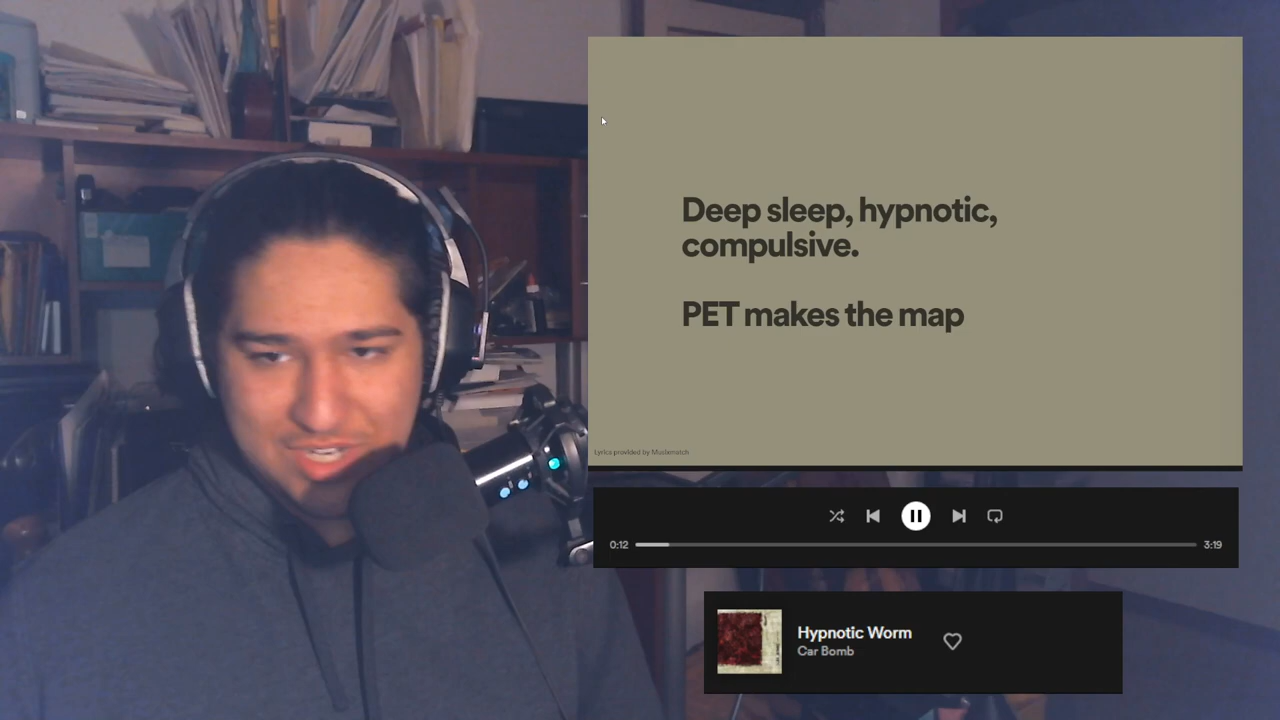 Deep sleep, hypnotic,
compulsive.
PET makes the map
Lyrics provided by Musixmatch
0:12
3:19
Hypnotic Worm
Car Bomb